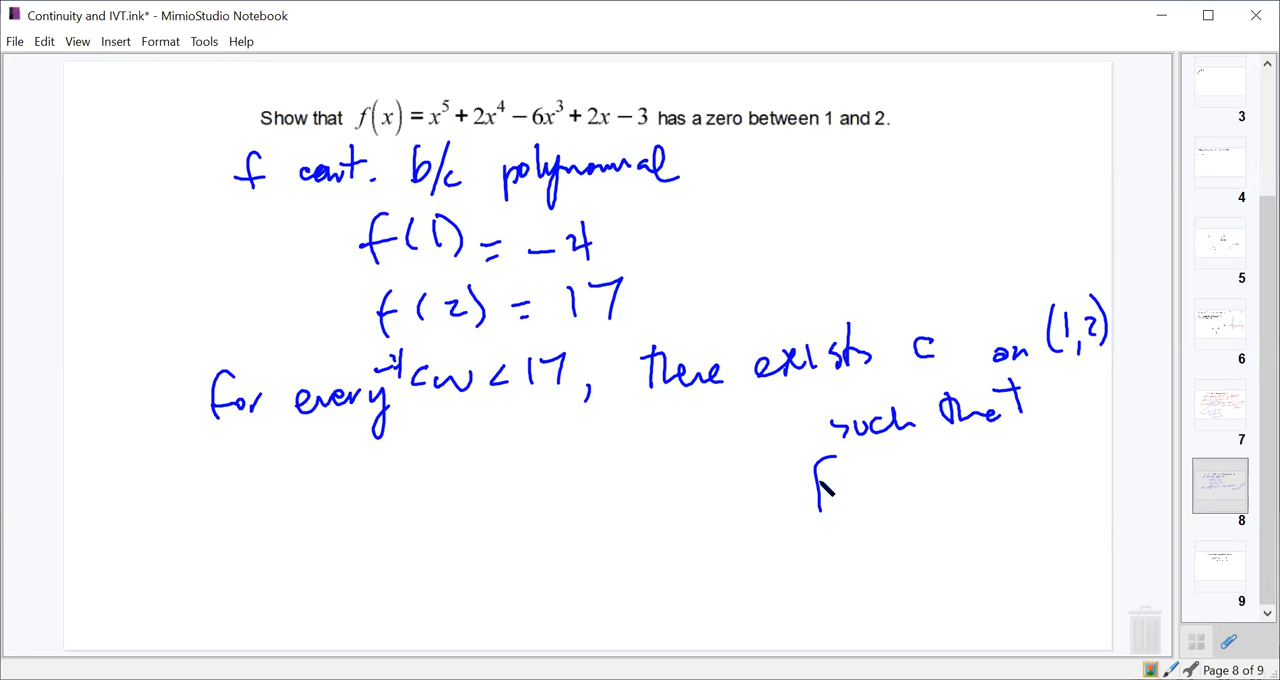 Continuity and IVT.ink* - MimioStudio Notebook
File Edit View Insert Format Tools Help
Show that f(x) = x⁵ + 2x⁴ − 6x³ + 2x − 3 has a zero between 1 and 2.
f cont. b/c polynomial
f(1) = -4
f(2) = 17
for every -4 < w < 17, there exists c on (1,2)
such that
f
3
4
5
6
7
8
9
Page 8 of 9